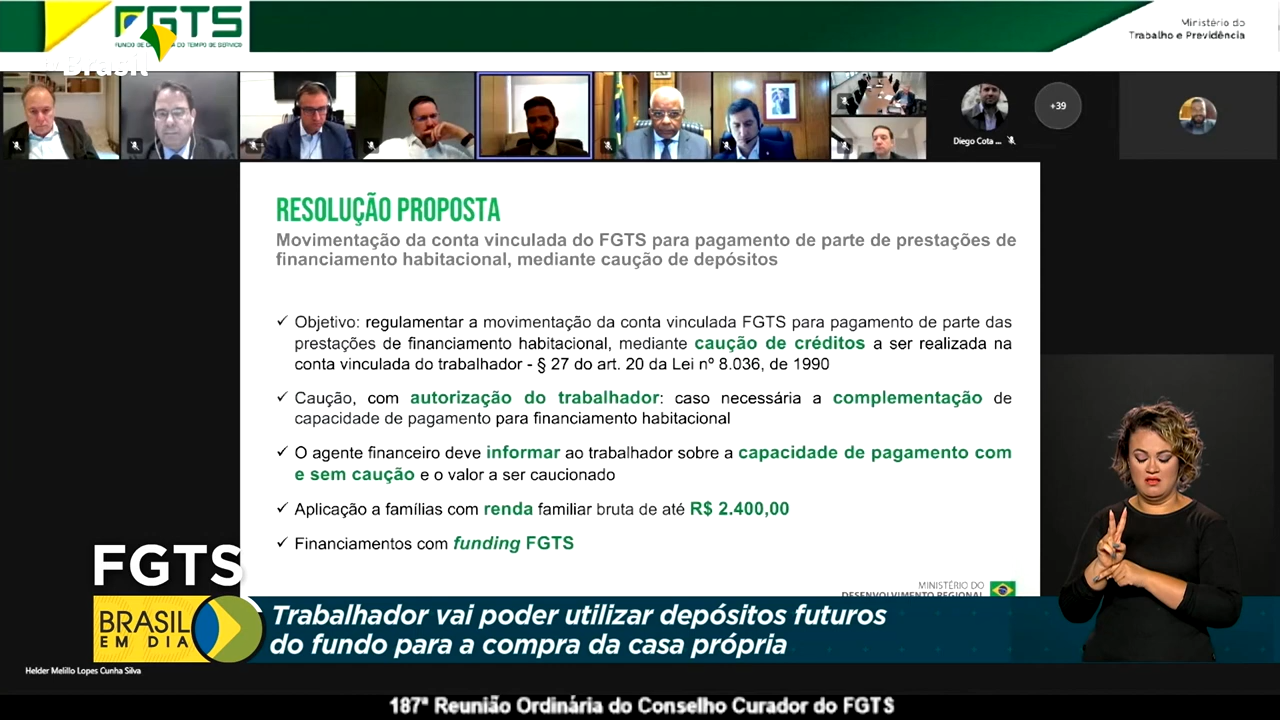 FGTS
FUNDO DE GARANTIA DO TEMPO DE SERVIÇO
Brasil
Ministério do
Trabalho e Previdência
Diego Cota ...
+39
RESOLUÇÃO PROPOSTA
Movimentação da conta vinculada do FGTS para pagamento de parte de prestações de
financiamento habitacional, mediante caução de depósitos
✓ Objetivo: regulamentar a movimentação da conta vinculada FGTS para pagamento de parte das
prestações de financiamento habitacional, mediante caução de créditos a ser realizada na
conta vinculada do trabalhador - § 27 do art. 20 da Lei nº 8.036, de 1990
✓ Caução, com autorização do trabalhador: caso necessária a complementação de
capacidade de pagamento para financiamento habitacional
✓ O agente financeiro deve informar ao trabalhador sobre a capacidade de pagamento com
e sem caução e o valor a ser caucionado
✓ Aplicação a famílias com renda familiar bruta de até R$ 2.400,00
✓ Financiamentos com funding FGTS
MINISTÉRIO DO
DESENVOLVIMENTO REGIONAL
FGTS
BRASIL
EM DIA
Trabalhador vai poder utilizar depósitos futuros
do fundo para a compra da casa própria
Helder Melillo Lopes Cunha Silva
187ª Reunião Ordinária do Conselho Curador do FGTS